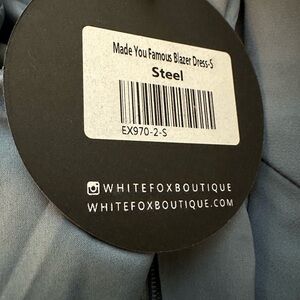 Made You Famous Blazer Dress-S
Steel
EX970-2-S
WHITEFOXBOUTIQUE
WHITEFOXBOUTIQUE.COM